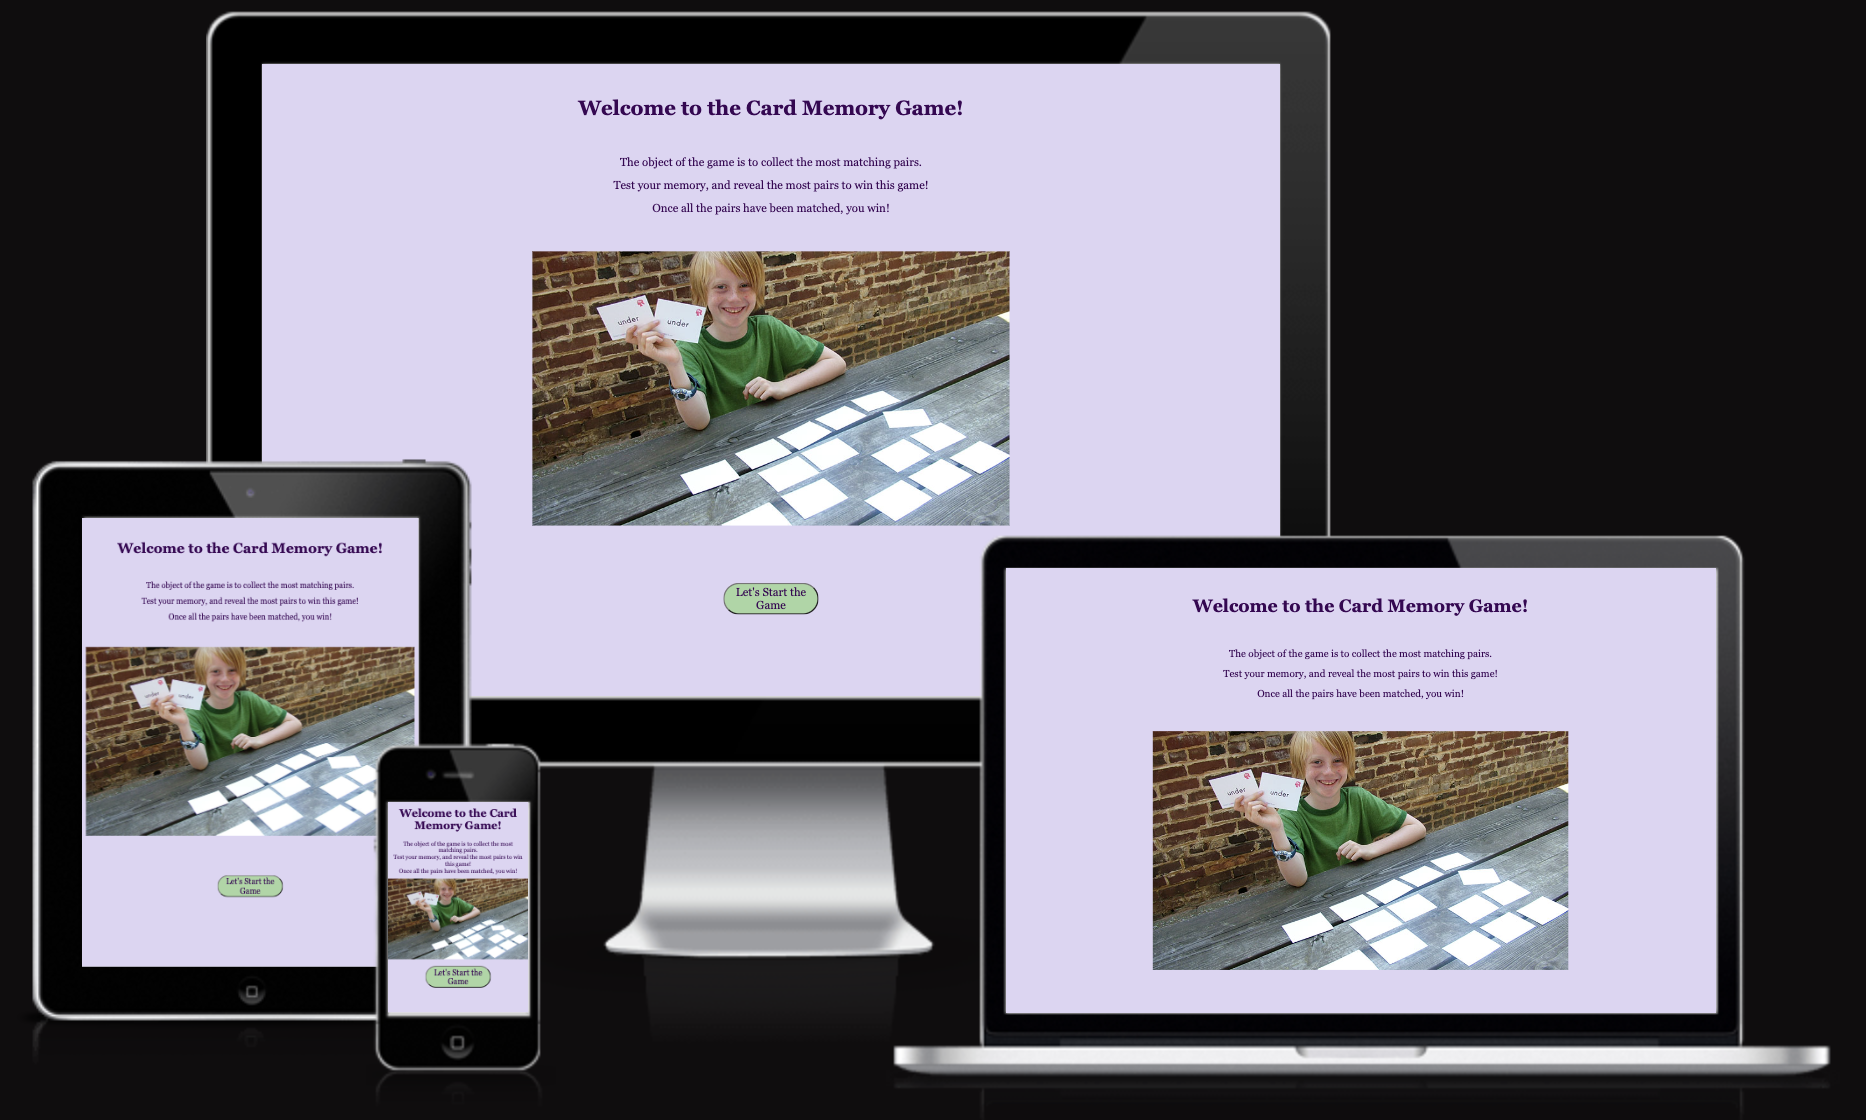 Welcome to the Card Memory Game!
The object of the game is to collect the most matching pairs.
Test your memory, and reveal the most pairs to win this game!
Once all the pairs have been matched, you win!
under
under
Let's Start the
Game
Welcome to the Card Memory Game!
The object of the game is to collect the most matching pairs.
Test your memory, and reveal the most pairs to win this game!
Once all the pairs have been matched, you win!
under
under
Let's Start the
Game
Welcome to the Card
Memory Game!
The object of the game is to collect the most
matching pairs.
Test your memory, and reveal the most pairs to win
this game!
Once all the pairs have been matched, you win!
Let's Start the
Game
Welcome to the Card Memory Game!
The object of the game is to collect the most matching pairs.
Test your memory, and reveal the most pairs to win this game!
Once all the pairs have been matched, you win!
under
under